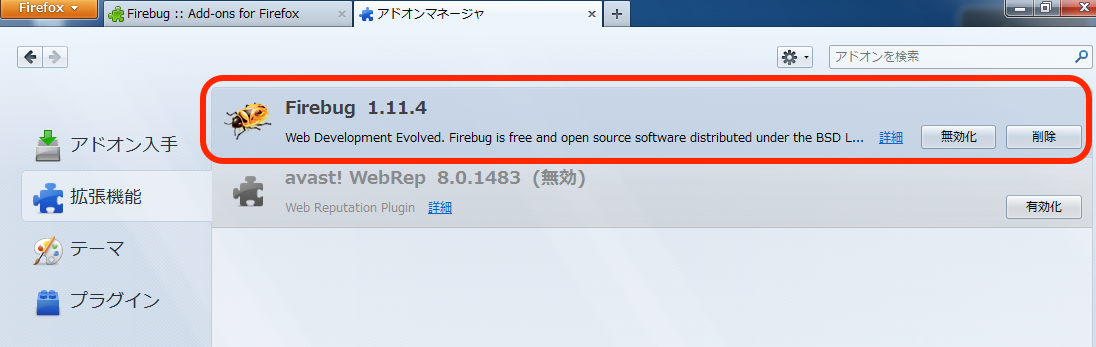 Firefox
Firebug :: Add-ons for Firefox
アドオンマネージャ
アドオンを検索
アドオン入手
拡張機能
テーマ
プラグイン
Firebug 1.11.4
Web Development Evolved. Firebug is free and open source software distributed under the BSD L... 詳細 無効化 削除
avast! WebRep 8.0.1483 (無効)
Web Reputation Plugin 詳細 有効化